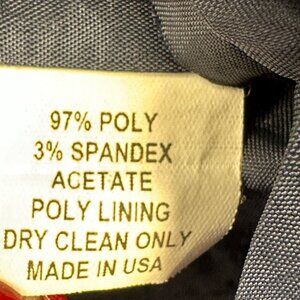 97% POLY
3% SPANDEX
ACETATE
POLY LINING
DRY CLEAN ONLY
MADE IN USA